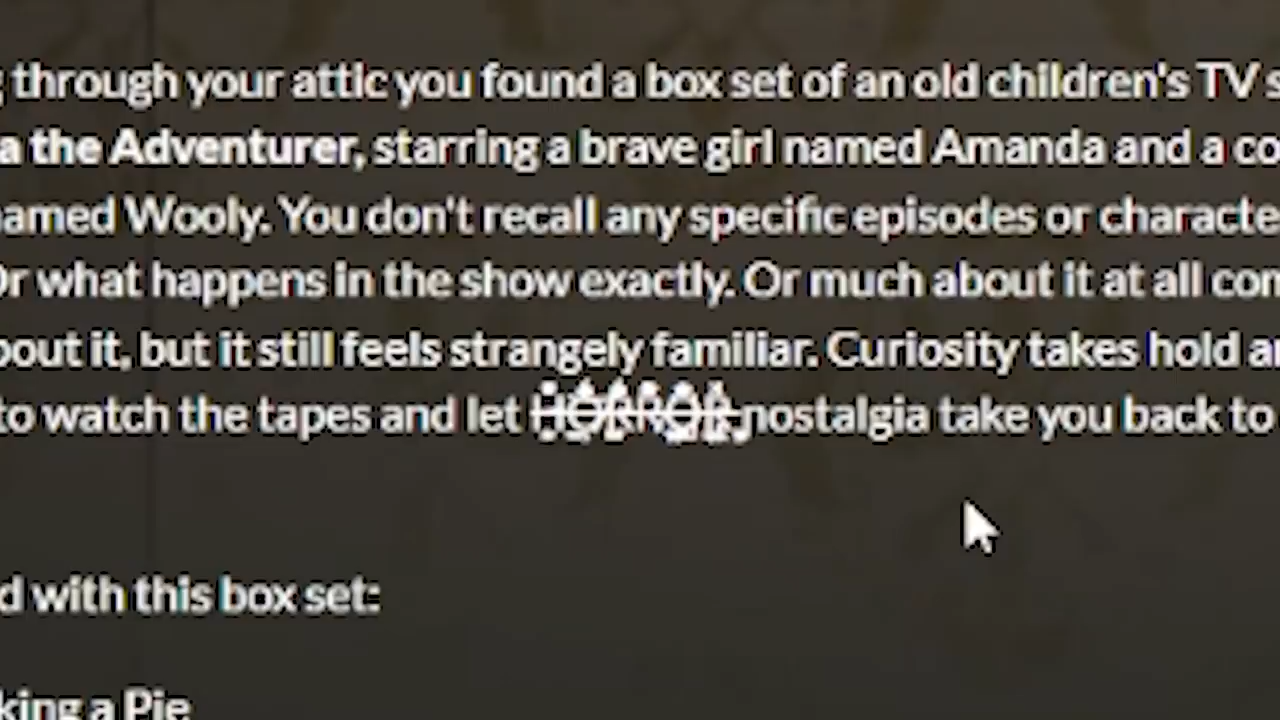 through your attic you found a box set of an old children's TV s
a the Adventurer, starring a brave girl named Amanda and a co
named Wooly. You don't recall any specific episodes or characte
Or what happens in the show exactly. Or much about it at all con
bout it, but it still feels strangely familiar. Curiosity takes hold an
to watch the tapes and let HORROR nostalgia take you back to
d with this box set:
king a Pie